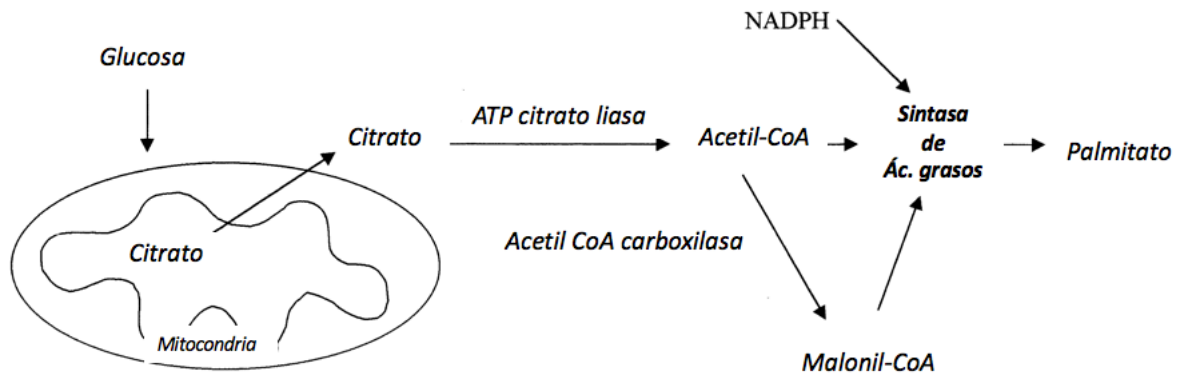 NADPH
Glucosa
Citrato
ATP citrato liasa
Acetil-CoA
Sintasa
de
Ác. grasos
Palmitato
Citrato
Acetil CoA carboxilasa
Mitocondria
Malonil-CoA